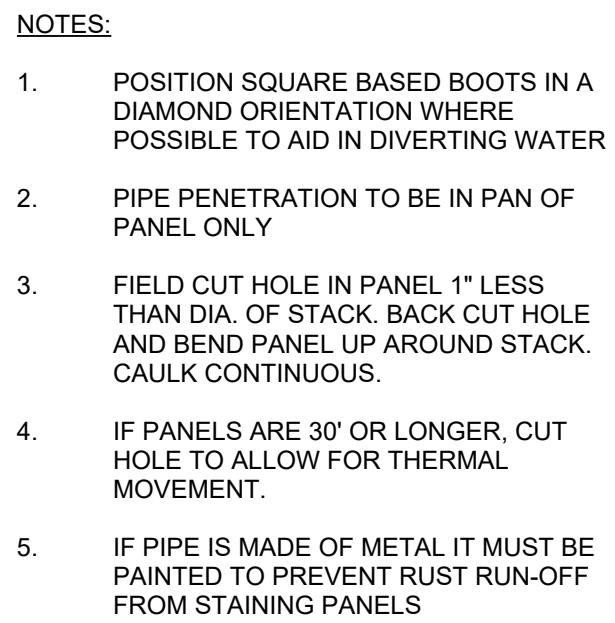 NOTES:
1. POSITION SQUARE BASED BOOTS IN A
DIAMOND ORIENTATION WHERE
POSSIBLE TO AID IN DIVERTING WATER
2. PIPE PENETRATION TO BE IN PAN OF
PANEL ONLY
3. FIELD CUT HOLE IN PANEL 1" LESS
THAN DIA. OF STACK. BACK CUT HOLE
AND BEND PANEL UP AROUND STACK.
CAULK CONTINUOUS.
4. IF PANELS ARE 30' OR LONGER, CUT
HOLE TO ALLOW FOR THERMAL
MOVEMENT.
5. IF PIPE IS MADE OF METAL IT MUST BE
PAINTED TO PREVENT RUST RUN-OFF
FROM STAINING PANELS